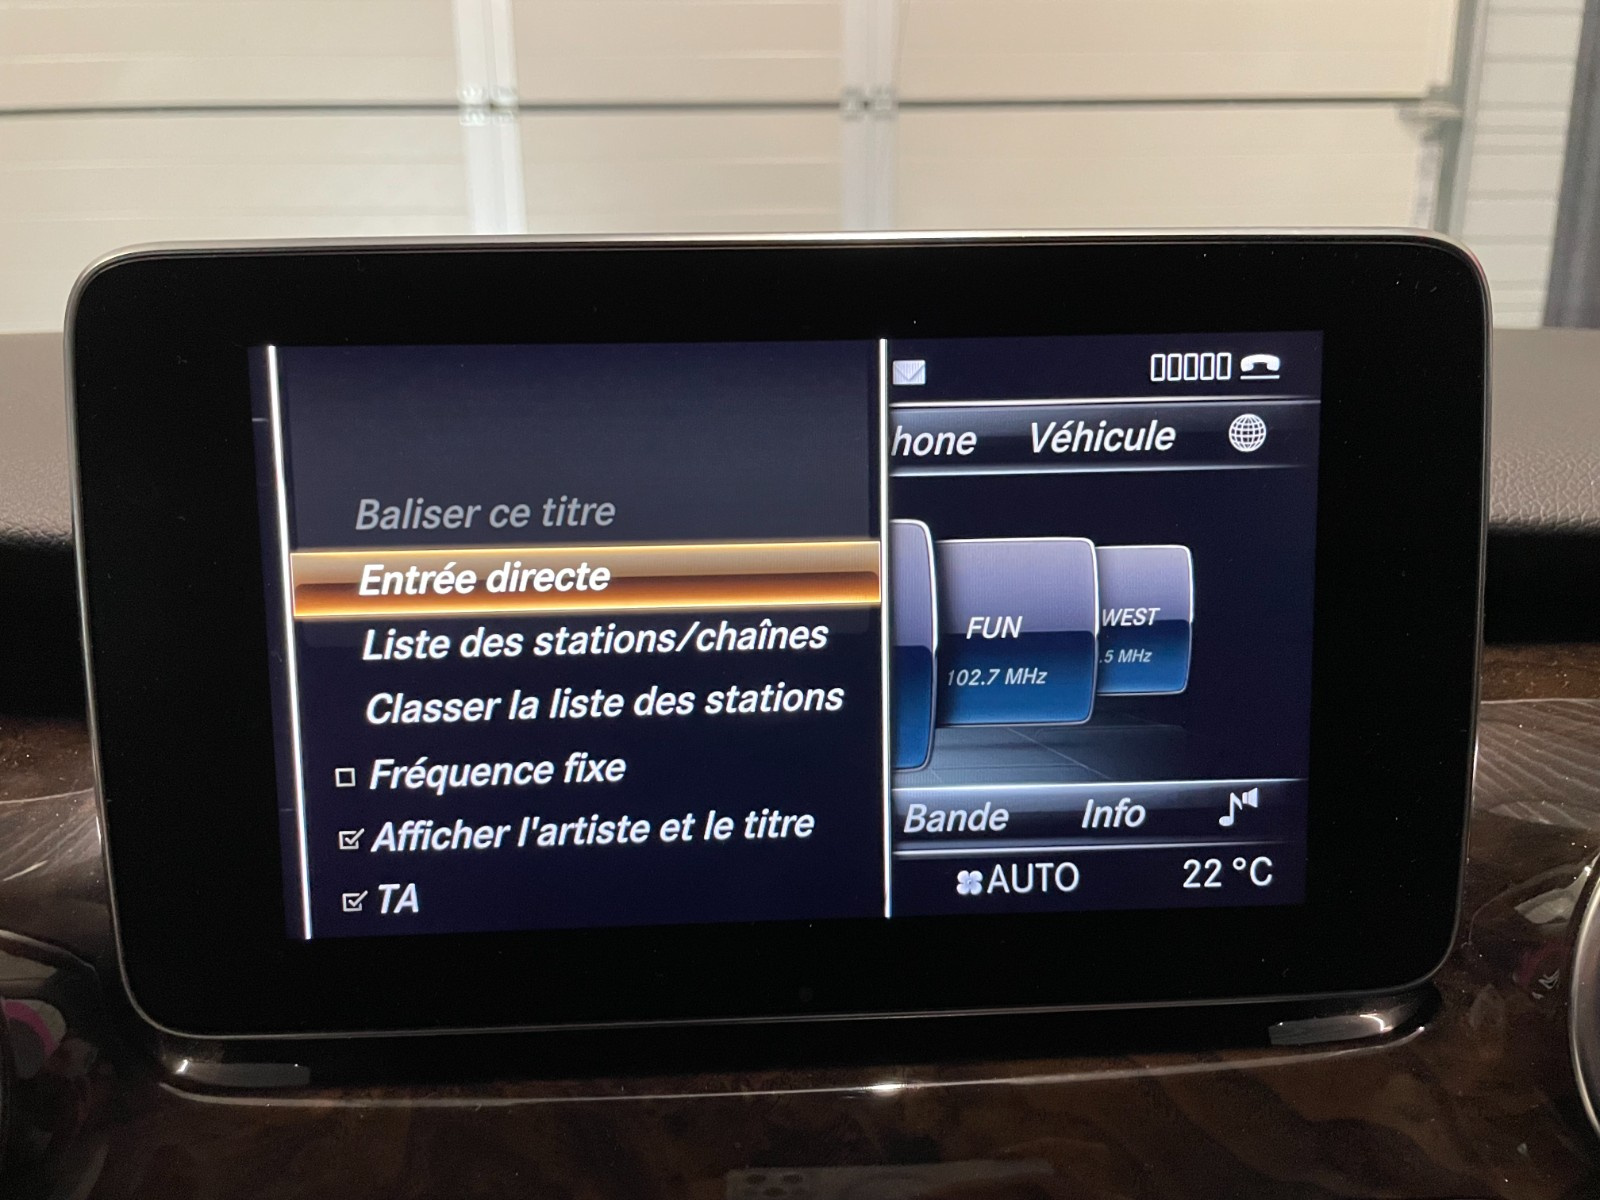 hone Véhicule
Baliser ce titre
Entrée directe
Liste des stations/chaînes
Classer la liste des stations
Fréquence fixe
Afficher l'artiste et le titre
TA
FUN
102.7 MHz
WEST
.5 MHz
Bande Info
AUTO 22 °C